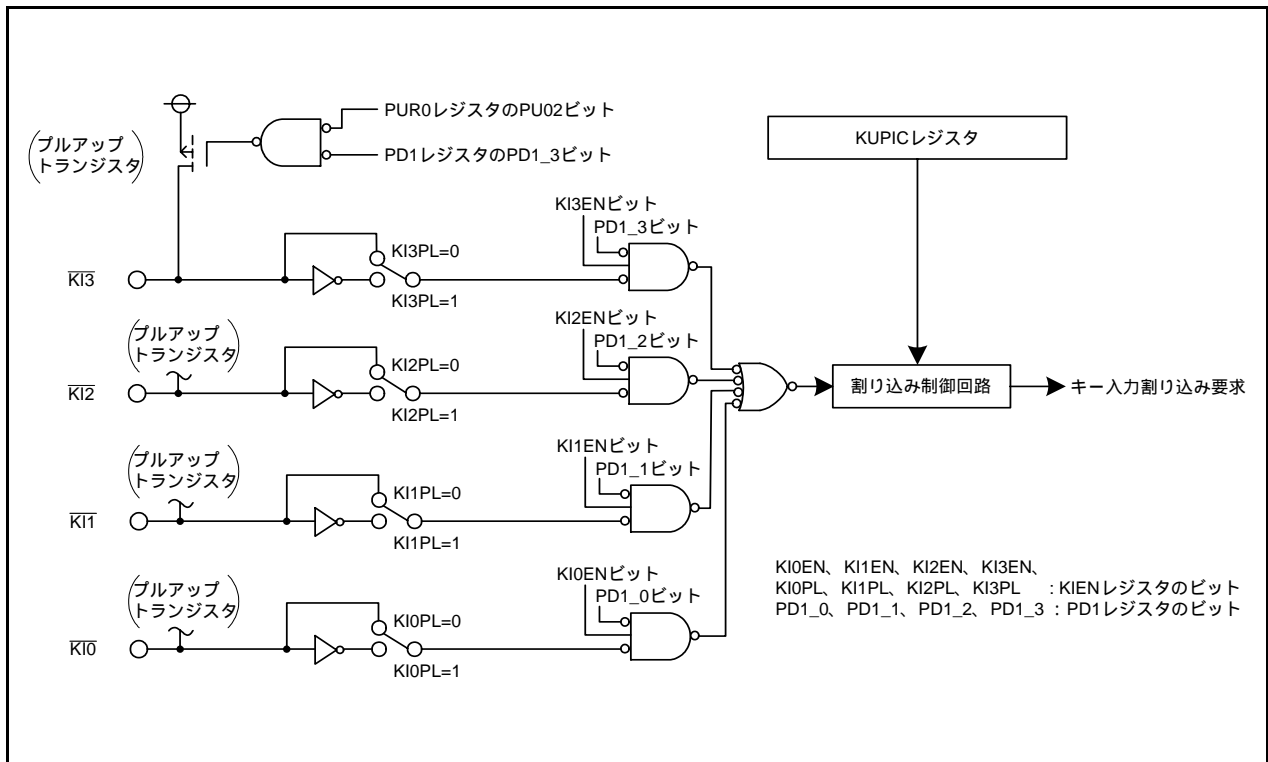 PUR0レジスタのPU02ビット
(プルアップ
トランジスタ)
PD1レジスタのPD1_3ビット
KUPICレジスタ
KI3ENビット
PD1_3ビット
KI3PL=0
KI3
KI3PL=1
(プルアップ
トランジスタ)
KI2ENビット
PD1_2ビット
KI2PL=0
KI2
KI2PL=1
割り込み制御回路
キー入力割り込み要求
(プルアップ
トランジスタ)
KI1ENビット
PD1_1ビット
KI1PL=0
KI1
KI1PL=1
(プルアップ
トランジスタ)
KI0ENビット
PD1_0ビット
KI0PL=0
KI0
KI0PL=1
KI0EN、KI1EN、KI2EN、KI3EN、
KI0PL、KI1PL、KI2PL、KI3PL : KIENレジスタのビット
PD1_0、PD1_1、PD1_2、PD1_3 : PD1レジスタのビット